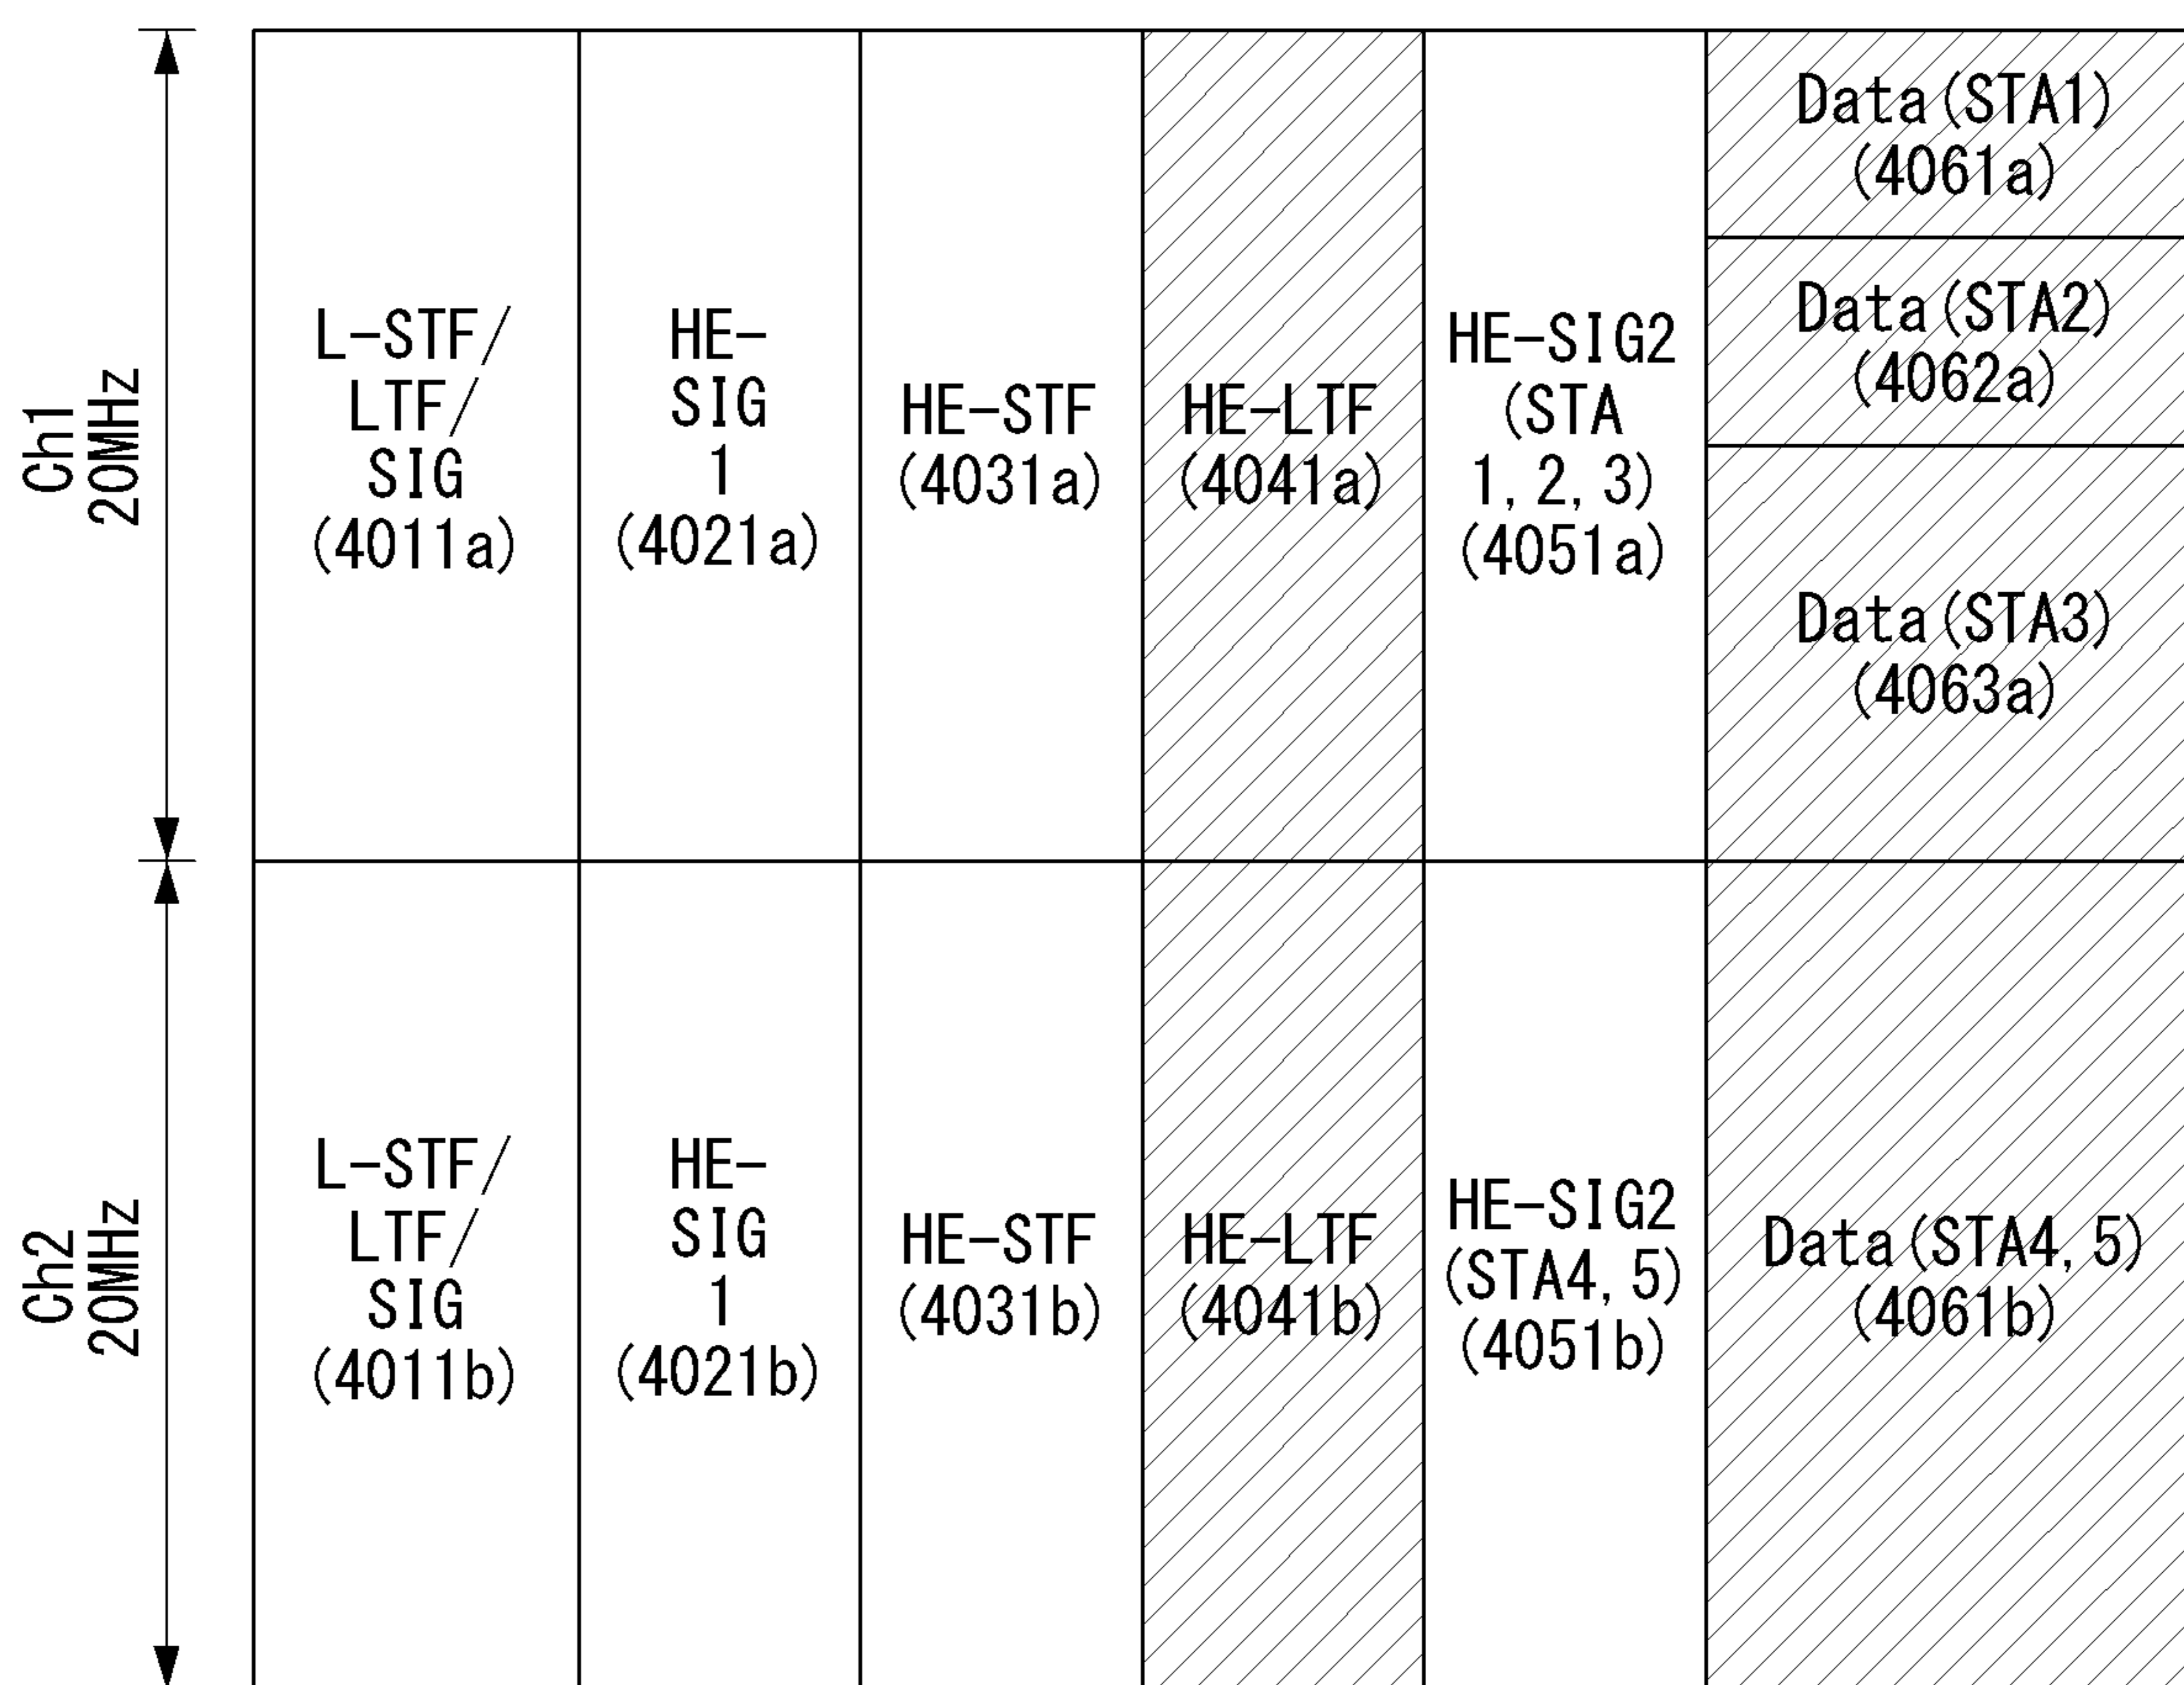 Ch1
20MHz
L-STF/
LTF/
SIG
(4011a)
HE-
SIG
1
(4021a)
HE-STF
(4031a)
HE-LTF
(4041a)
HE-SIG2
(STA
1,2,3)
(4051a)
Data(STA1)
(4061a)
Data(STA2)
(4062a)
Data(STA3)
(4063a)
Ch2
20MHz
L-STF/
LTF/
SIG
(4011b)
HE-
SIG
1
(4021b)
HE-STF
(4031b)
HE-LTF
(4041b)
HE-SIG2
(STA4,5)
(4051b)
Data(STA4,5)
(4061b)